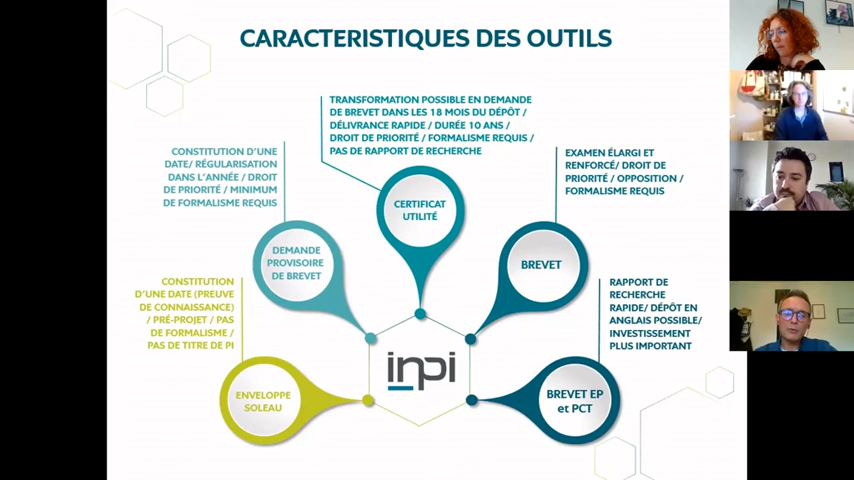 CARACTERISTIQUES DES OUTILS
TRANSFORMATION POSSIBLE EN DEMANDE
DE BREVET DANS LES 18 MOIS DU DÉPÔT /
DÉLIVRANCE RAPIDE / DURÉE 10 ANS /
DROIT DE PRIORITÉ / FORMALISME REQUIS /
PAS DE RAPPORT DE RECHERCHE
CONSTITUTION D'UNE
DATE/ RÉGULARISATION
DANS L'ANNÉE / DROIT
DE PRIORITÉ / MINIMUM
DE FORMALISME REQUIS
EXAMEN ÉLARGI ET
RENFORCÉ/ DROIT DE
PRIORITÉ / OPPOSITION /
FORMALISME REQUIS
CERTIFICAT
UTILITÉ
DEMANDE
PROVISOIRE
DE BREVET
BREVET
CONSTITUTION
D'UNE DATE (PREUVE
DE CONNAISSANCE)
/ PRÉ-PROJET / PAS
DE FORMALISME /
PAS DE TITRE DE PI
RAPPORT DE
RECHERCHE
RAPIDE/ DÉPÔT EN
ANGLAIS POSSIBLE/
INVESTISSEMENT
PLUS IMPORTANT
inpi
ENVELOPPE
SOLEAU
BREVET EP
et PCT